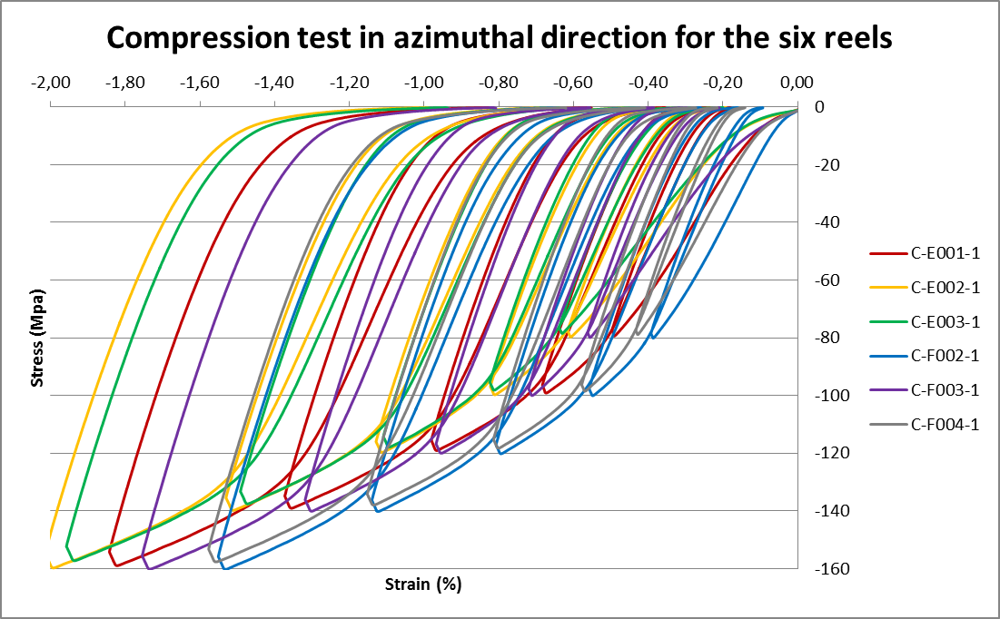 Compression test in azimuthal direction for the six reels
-2,00 -1,80 -1,60 -1,40 -1,20 -1,00 -0,80 -0,60 -0,40 -0,20 0,00
0
-20
-40
-60
-80
-100
-120
-140
-160
Stress (Mpa)
Strain (%)
C-E001-1
C-E002-1
C-E003-1
C-F002-1
C-F003-1
C-F004-1